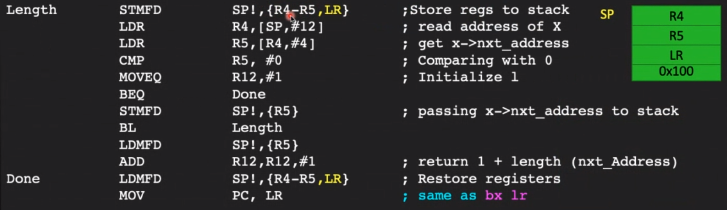 Length STMFD SP!,{R4-R5,LR} ;Store regs to stack
LDR R4,[SP,#12] ; read address of X
LDR R5,[R4,#4] ; get x->nxt_address
CMP R5, #0 ; Comparing with 0
MOVEQ R12,#1 ; Initialize l
BEQ Done
STMFD SP!,{R5} ; passing x->nxt_address to stack
BL Length
LDMFD SP!,{R5}
ADD R12,R12,#1 ; return 1 + length (nxt_Address)
Done LDMFD SP!,{R4-R5,LR} ; Restore registers
MOV PC, LR ; same as bx lr
SP R4
R5
LR
0x100